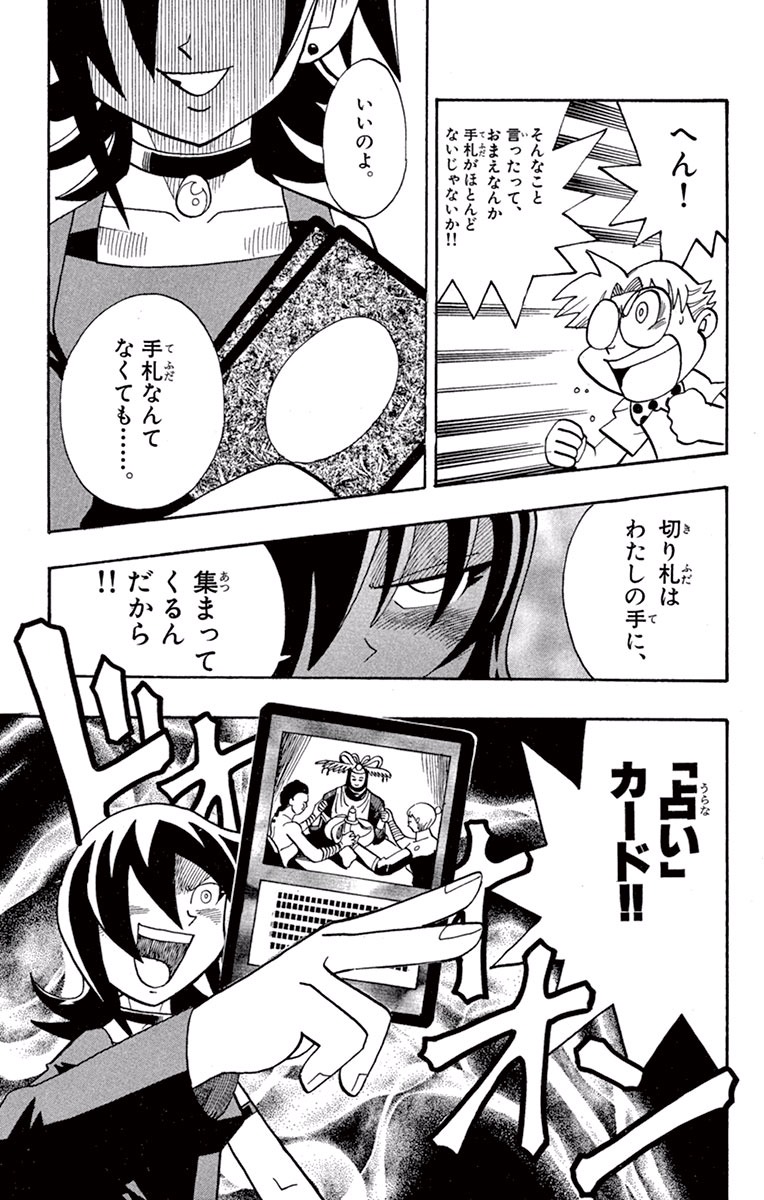 へん!
そんなこと
言ったって、
おまえなんか
手札がほとんど
ないじゃないか!!
いいのよ。
手札なんて
なくても……。
切り札は
わたしの手に、
集まって
くるんだから
!!
「占い」
カード!!
ドオオオン